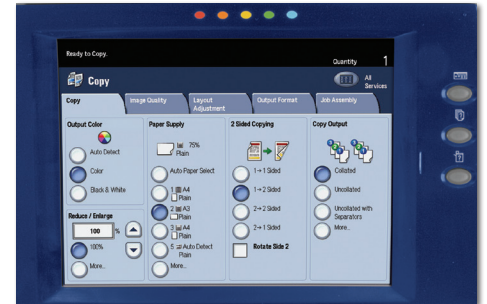 Ready to Copy.
Quantity 1
Copy
All
Services
Copy
Image Quality
Layout
Adjustment
Output Format
Job Assembly
Output Color
Auto Detect
Color
Black & White
Reduce / Enlarge
100 %
100%
More...
Paper Supply
75%
Plain
Auto Paper Select
1 A4
Plain
2 A3
Plain
3 A4
Plain
5 Auto Detect
Plain
More...
2 Sided Copying
1→1 Sided
1→2 Sided
2→2 Sided
2→1 Sided
Rotate Side 2
Copy Output
Collated
Uncollated
Uncollated with
Separators
More...